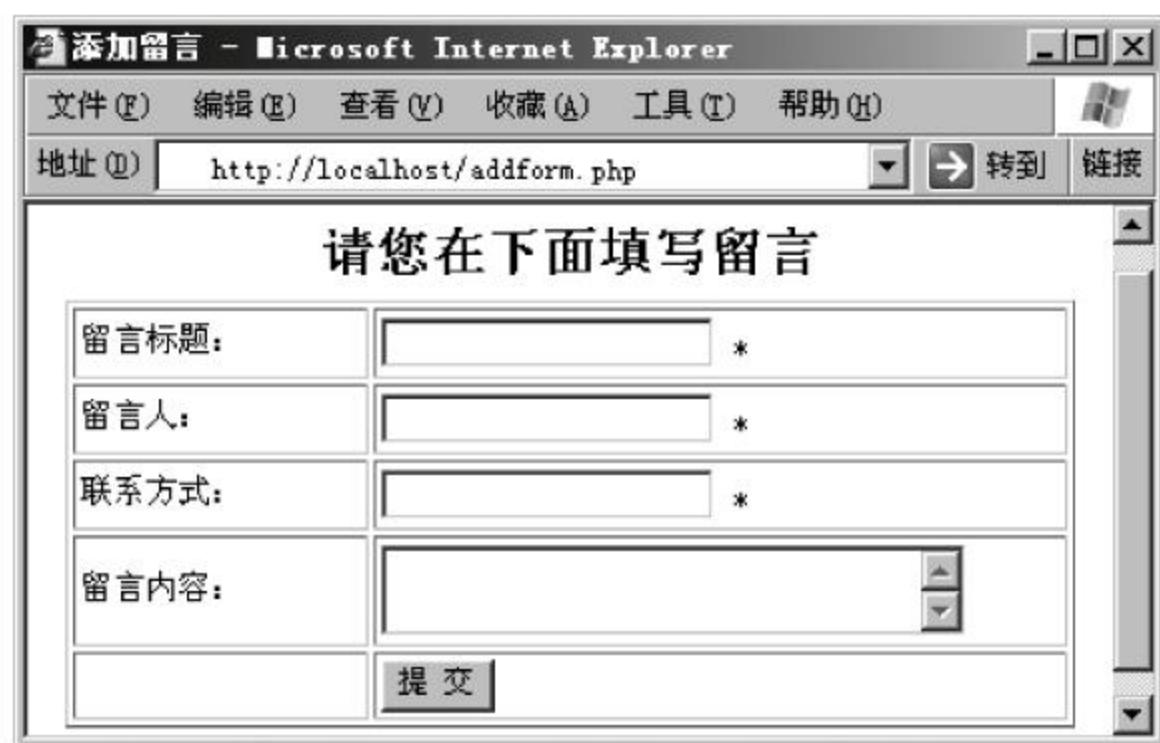 添加留言 - Microsoft Internet Explorer
文件(F) 编辑(E) 查看(V) 收藏(A) 工具(T) 帮助(H)
地址(D) http://localhost/addform.php 转到 链接
请您在下面填写留言
留言标题: *
留言人: *
联系方式: *
留言内容:
提 交